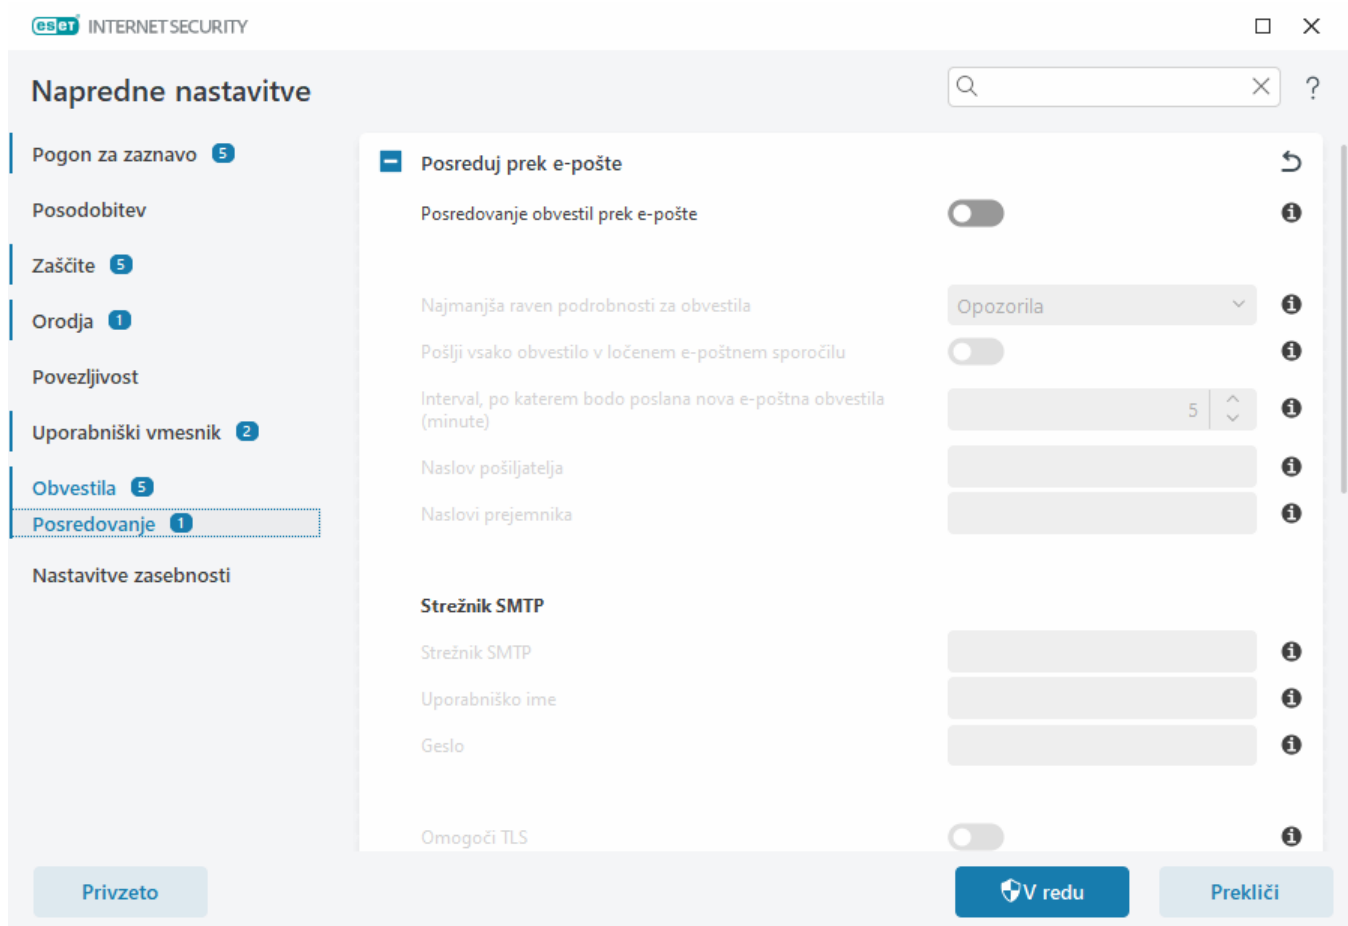 eset INTERNET SECURITY
Napredne nastavitve
?
Pogon za zaznavo 5
Posodobitev
Zaščite 5
Orodja 1
Povezljivost
Uporabniški vmesnik 2
Obvestila 5
Posredovanje 1
Nastavitve zasebnosti
Posreduj prek e-pošte
Posredovanje obvestil prek e-pošte
Najmanjša raven podrobnosti za obvestila
Opozorila
Pošlji vsako obvestilo v ločenem e-poštnem sporočilu
Interval, po katerem bodo poslana nova e-poštna obvestila
(minute)
5
Naslov pošiljatelja
Naslovi prejemnika
Strežnik SMTP
Strežnik SMTP
Uporabniško ime
Geslo
Omogoči TLS
Privzeto
V redu
Prekliči